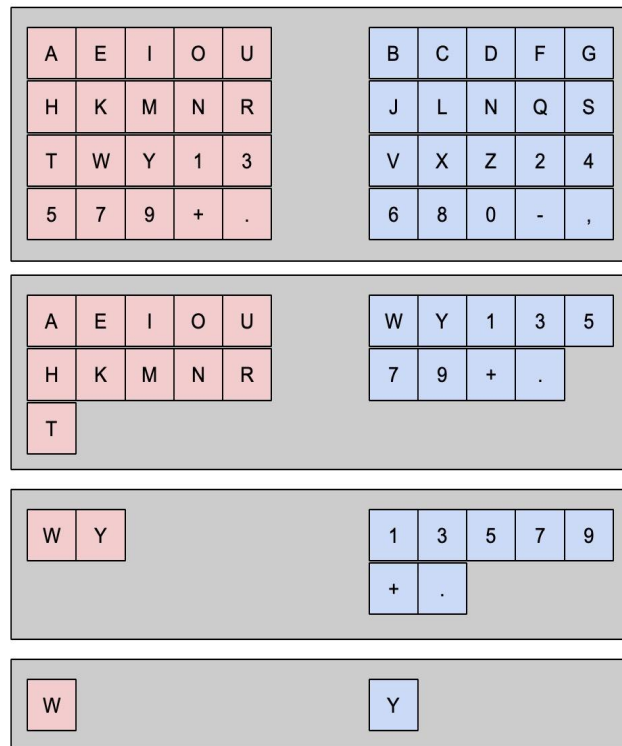 A E I O U B C D F G
H K M N R J L N Q S
T W Y 1 3 V X Z 2 4
5 7 9 + . 6 8 0 - ,
A E I O U W Y 1 3 5
H K M N R 7 9 + .
T
W Y 1 3 5 7 9
+ .
W Y